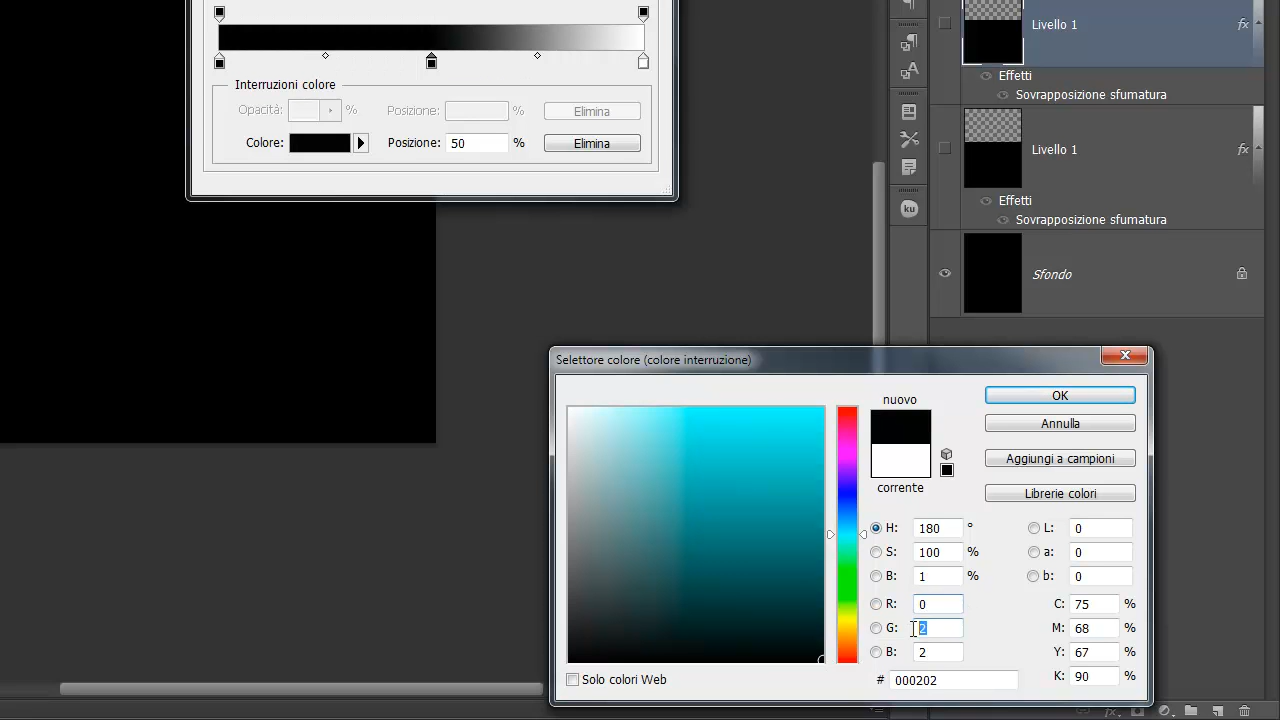 Interruzioni colore
Opacità: %
Posizione: %
Elimina
Colore:
Posizione: 50 %
Elimina
Livello 1
fx
Effetti
Sovrapposizione sfumatura
Livello 1
fx
Effetti
Sovrapposizione sfumatura
Sfondo
ku
Selettore colore (colore interruzione)
nuovo
corrente
OK
Annulla
Aggiungi a campioni
Librerie colori
H: 180 °
L: 0
S: 100 %
a: 0
B: 1 %
b: 0
R: 0
C: 75 %
G: 2
M: 68 %
B: 2
Y: 67 %
# 000202
K: 90 %
Solo colori Web
fx